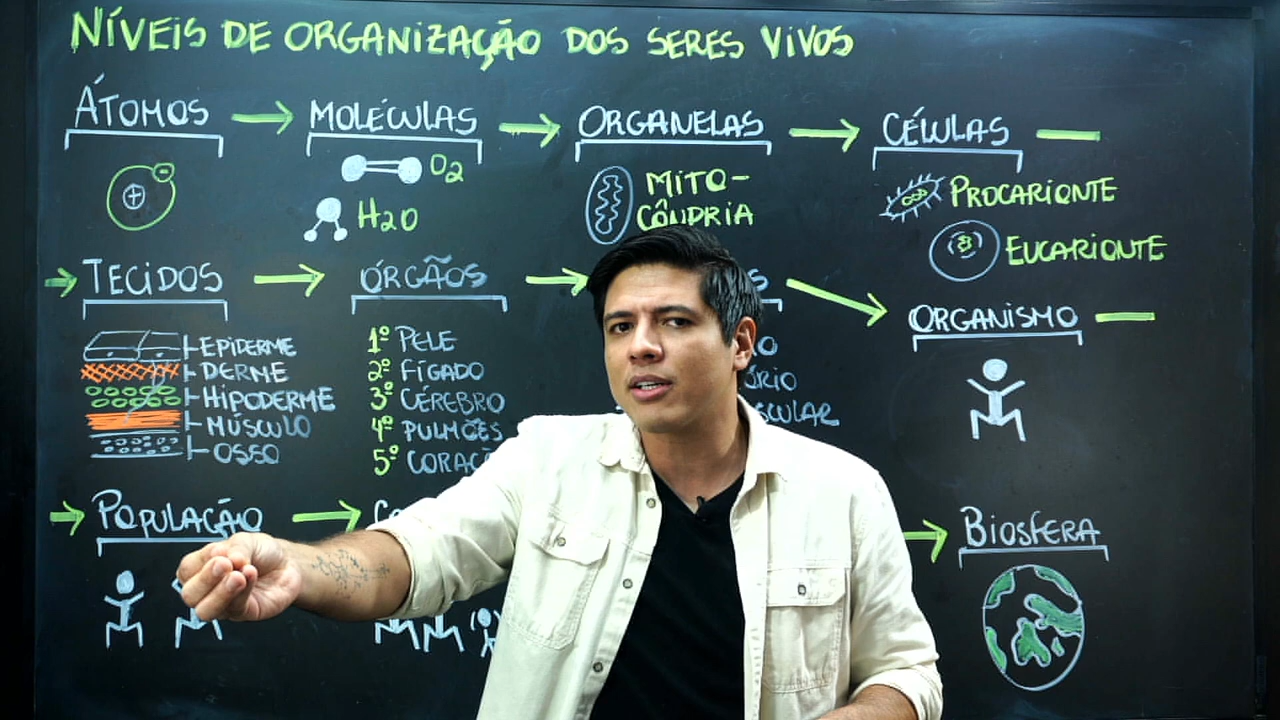 NÍVEIS DE ORGANIZAÇÃO DOS SERES VIVOS
ÁTOMOS → MOLÉCULAS → ORGANELAS → CÉLULAS
+ -
O2
H2O
MITO-
CÔNDRIA
PROCARIONTE
EUCARIONTE
TECIDOS → ÓRGÃOS → → ORGANISMO
EPIDERME
DERME
HIPODERME
MÚSCULO
OSSO
1º PELE
2º FÍGADO
3º CÉREBRO
4º PULMÕES
5º
POPULAÇÃO → → BIOSFERA